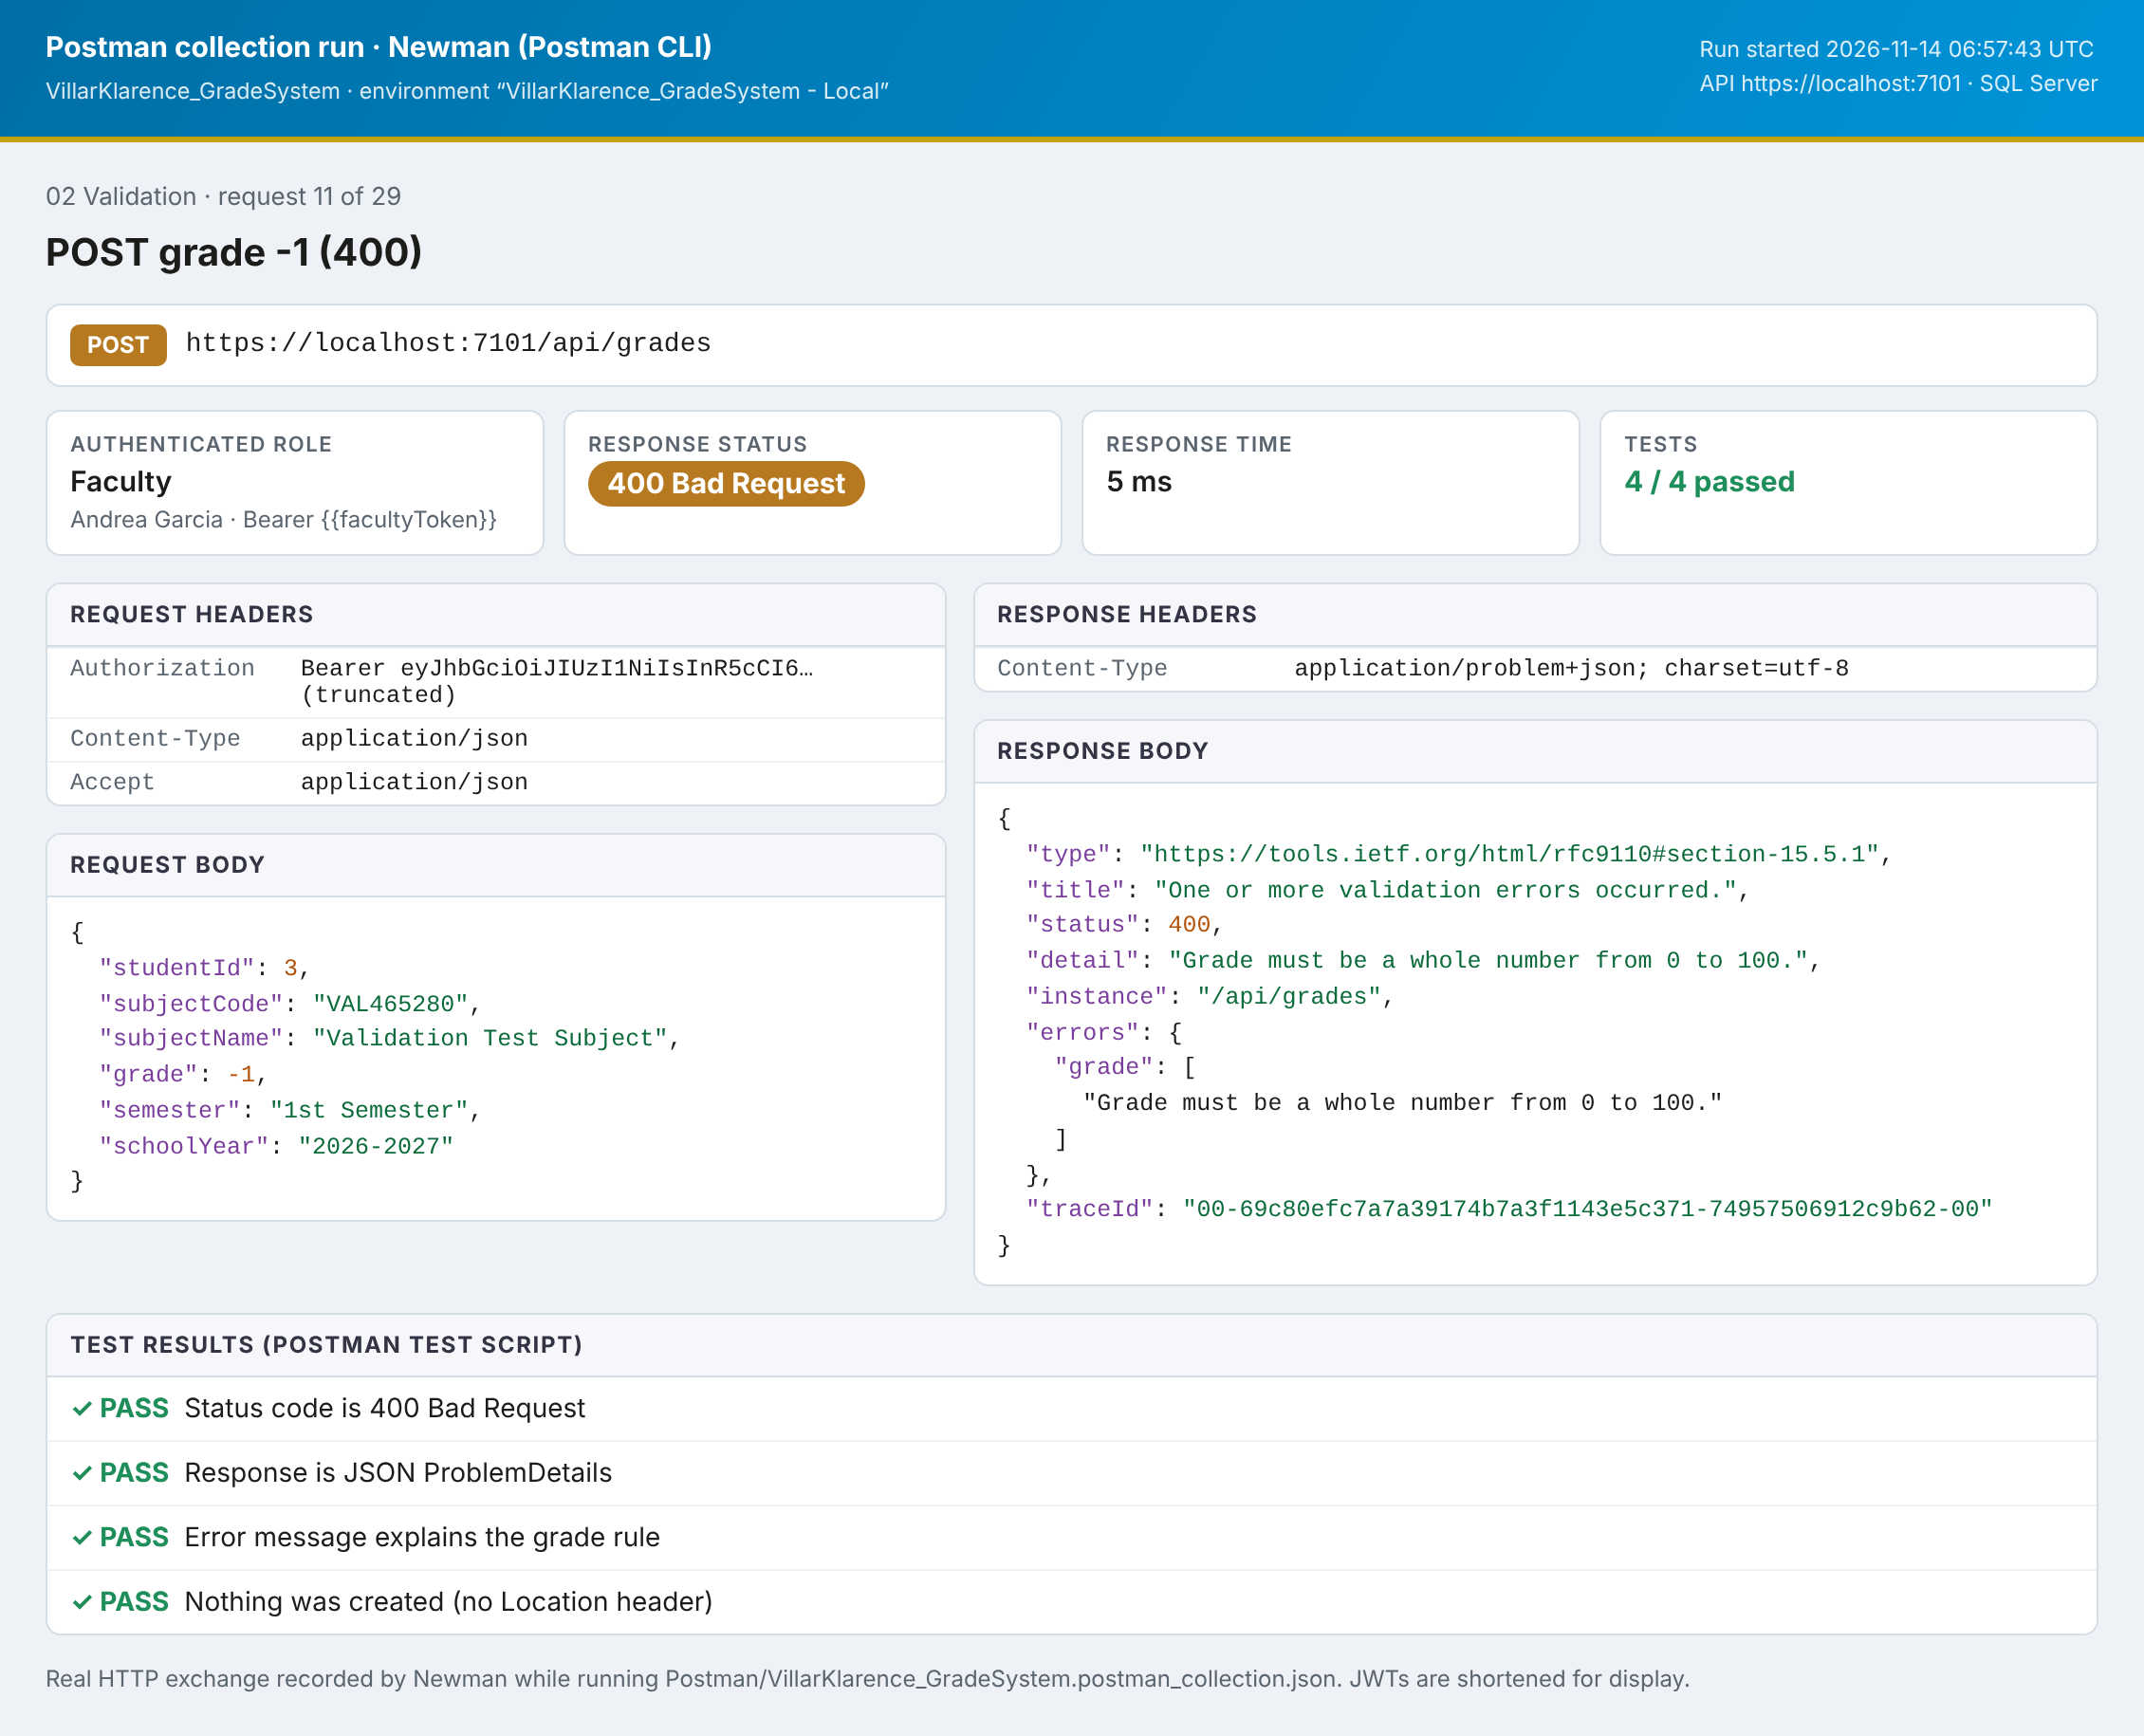 Postman collection run · Newman (Postman CLI)
VillarKlarence_GradeSystem · environment “VillarKlarence_GradeSystem - Local”
Run started 2026-11-14 06:57:43 UTC
API https://localhost:7101 · SQL Server
02 Validation · request 11 of 29
POST grade -1 (400)
POST https://localhost:7101/api/grades
AUTHENTICATED ROLE
Faculty
Andrea Garcia · Bearer {{facultyToken}}
RESPONSE STATUS
400 Bad Request
RESPONSE TIME
5 ms
TESTS
4 / 4 passed
REQUEST HEADERS
Authorization Bearer eyJhbGciOiJIUzI1NiIsInR5cCI6…
(truncated)
Content-Type application/json
Accept application/json
REQUEST BODY
{
  "studentId": 3,
  "subjectCode": "VAL465280",
  "subjectName": "Validation Test Subject",
  "grade": -1,
  "semester": "1st Semester",
  "schoolYear": "2026-2027"
}
RESPONSE HEADERS
Content-Type application/problem+json; charset=utf-8
RESPONSE BODY
{
  "type": "https://tools.ietf.org/html/rfc9110#section-15.5.1",
  "title": "One or more validation errors occurred.",
  "status": 400,
  "detail": "Grade must be a whole number from 0 to 100.",
  "instance": "/api/grades",
  "errors": {
    "grade": [
      "Grade must be a whole number from 0 to 100."
    ]
  },
  "traceId": "00-69c80efc7a7a39174b7a3f1143e5c371-74957506912c9b62-00"
}
TEST RESULTS (POSTMAN TEST SCRIPT)
✓ PASS Status code is 400 Bad Request
✓ PASS Response is JSON ProblemDetails
✓ PASS Error message explains the grade rule
✓ PASS Nothing was created (no Location header)
Real HTTP exchange recorded by Newman while running Postman/VillarKlarence_GradeSystem.postman_collection.json. JWTs are shortened for display.